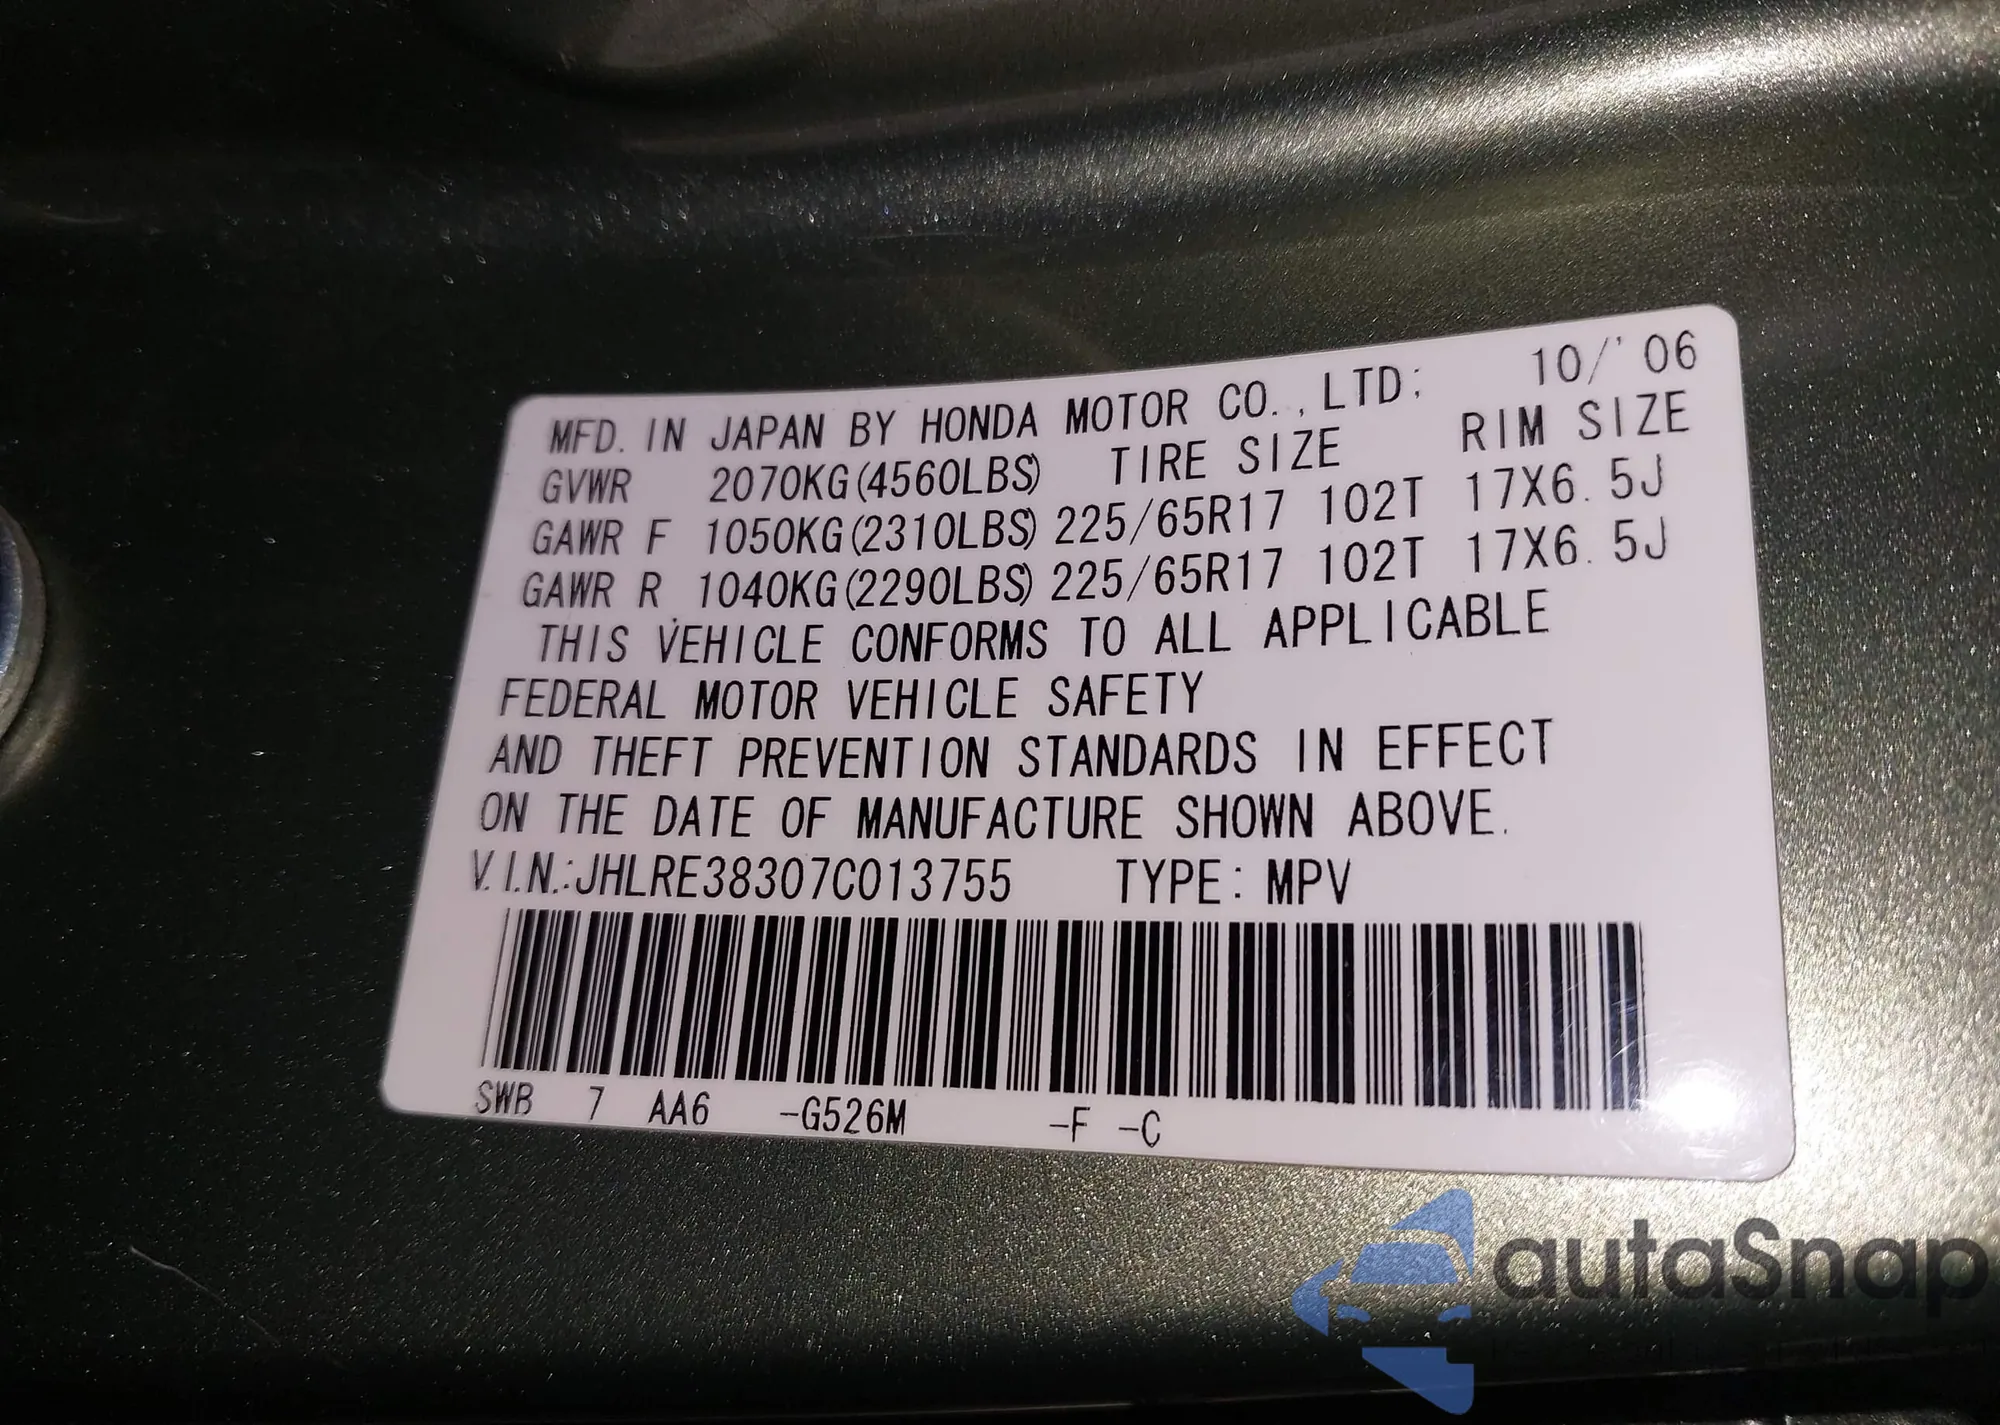 MFD. IN JAPAN BY HONDA MOTOR CO.,LTD; 10/'06
GVWR 2070KG(4560LBS) TIRE SIZE RIM SIZE
GAWR F 1050KG(2310LBS) 225/65R17 102T 17X6.5J
GAWR R 1040KG(2290LBS) 225/65R17 102T 17X6.5J
THIS VEHICLE CONFORMS TO ALL APPLICABLE
FEDERAL MOTOR VEHICLE SAFETY
AND THEFT PREVENTION STANDARDS IN EFFECT
ON THE DATE OF MANUFACTURE SHOWN ABOVE.
V.I.N.:JHLRE38307C013755 TYPE: MPV
SWB 7 AA6 -G526M -F -C
autaSnap